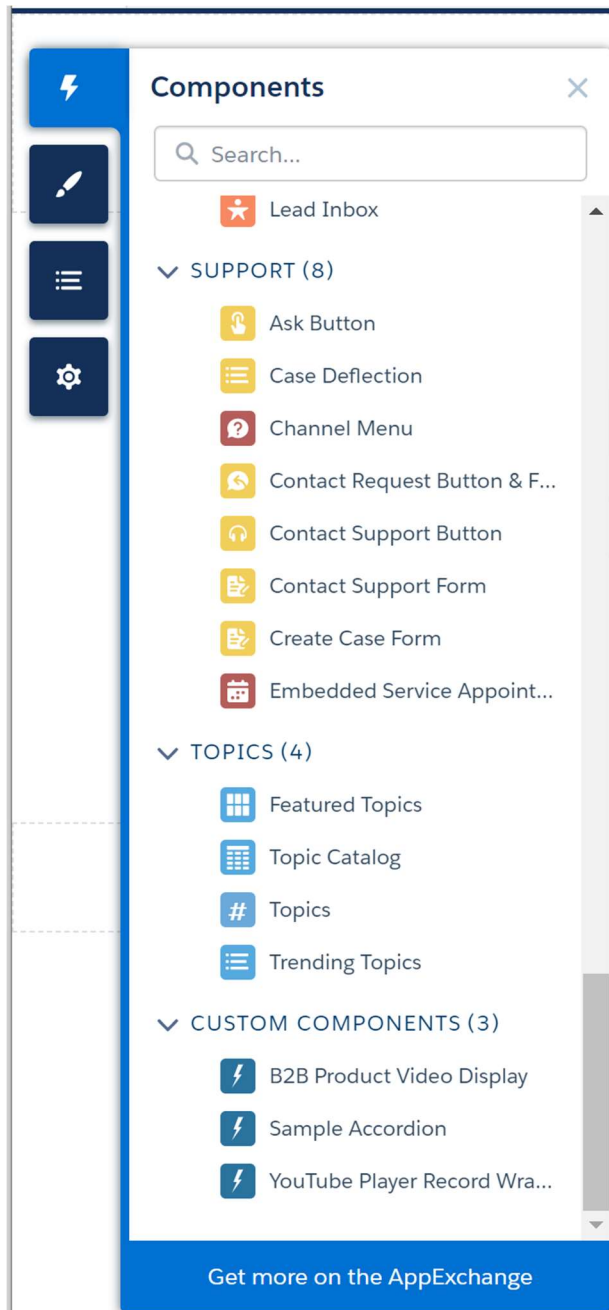 Components
Search...
Lead Inbox
SUPPORT (8)
Ask Button
Case Deflection
Channel Menu
Contact Request Button & F...
Contact Support Button
Contact Support Form
Create Case Form
Embedded Service Appoint...
TOPICS (4)
Featured Topics
Topic Catalog
# Topics
Trending Topics
CUSTOM COMPONENTS (3)
B2B Product Video Display
Sample Accordion
YouTube Player Record Wra...
Get more on the AppExchange